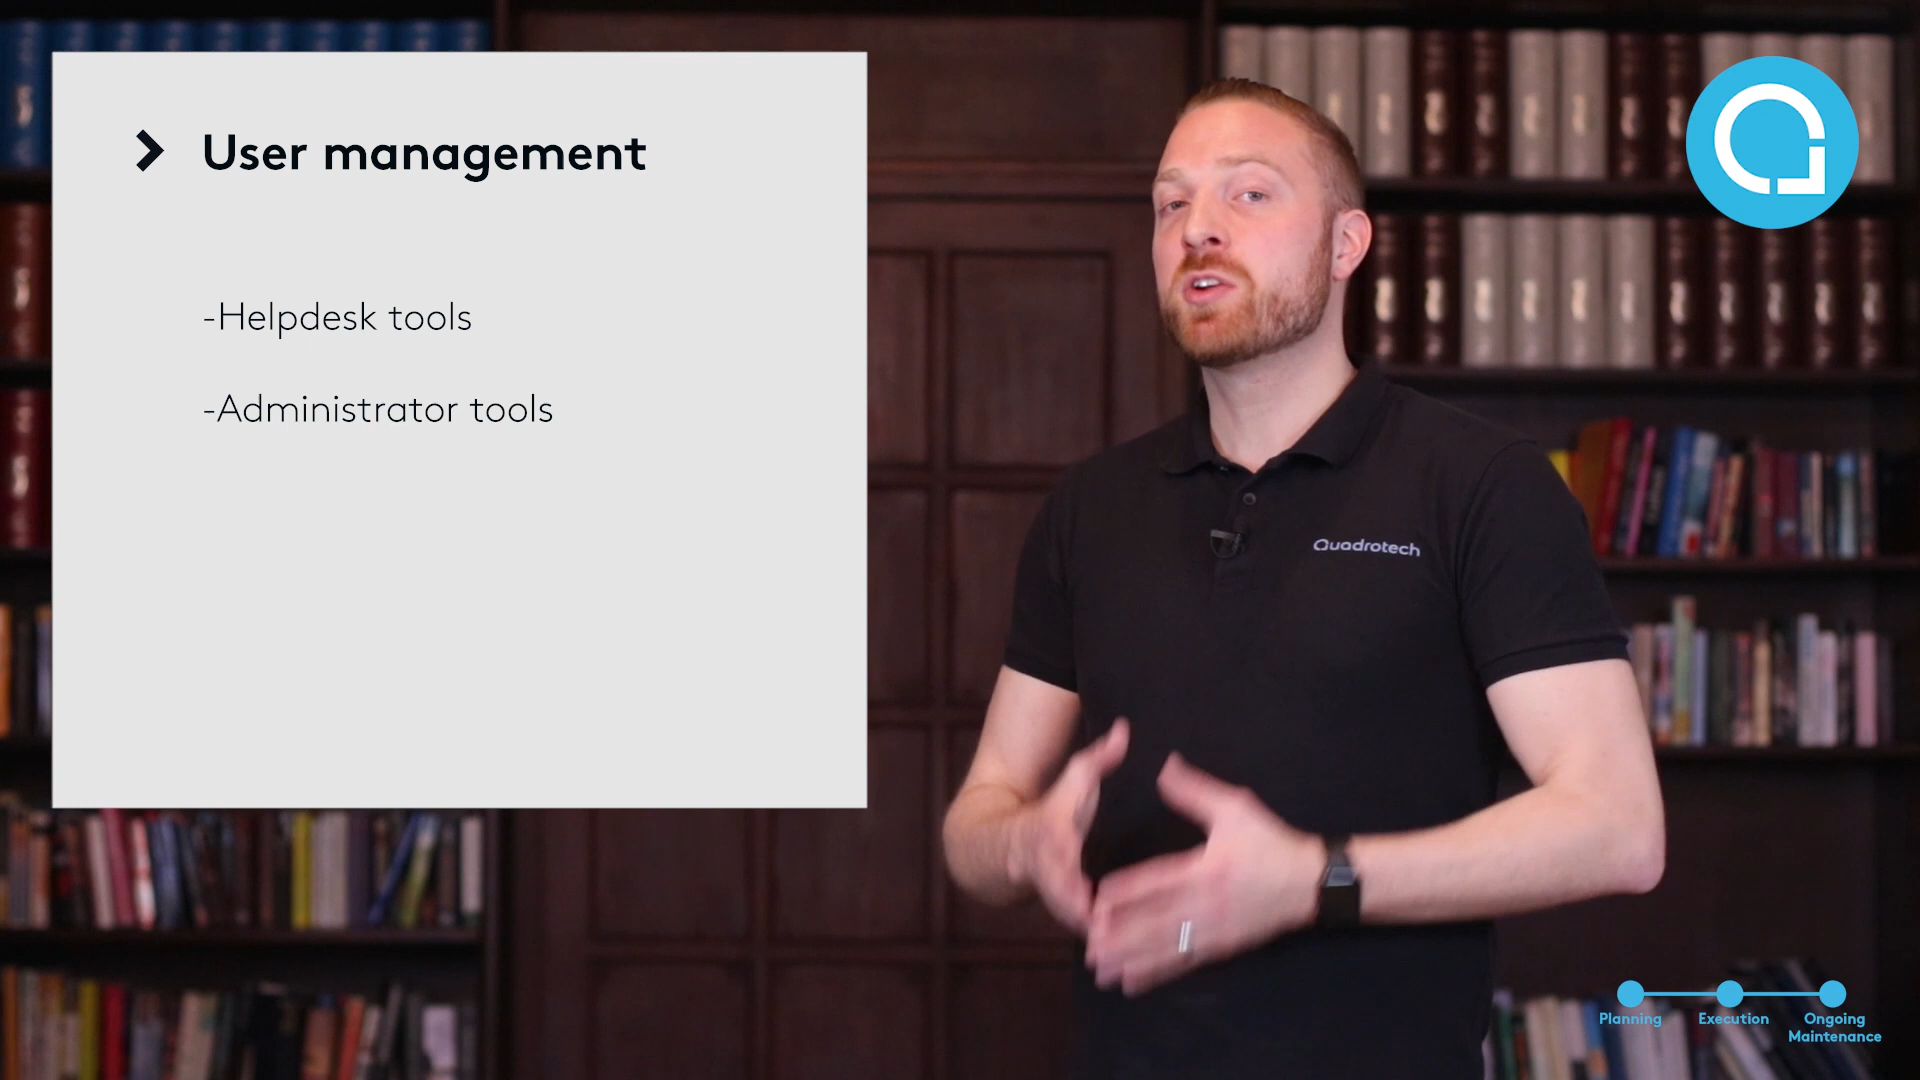 User management
-Helpdesk tools
-Administrator tools
Quadrotech
Planning
Execution
Ongoing
Maintenance